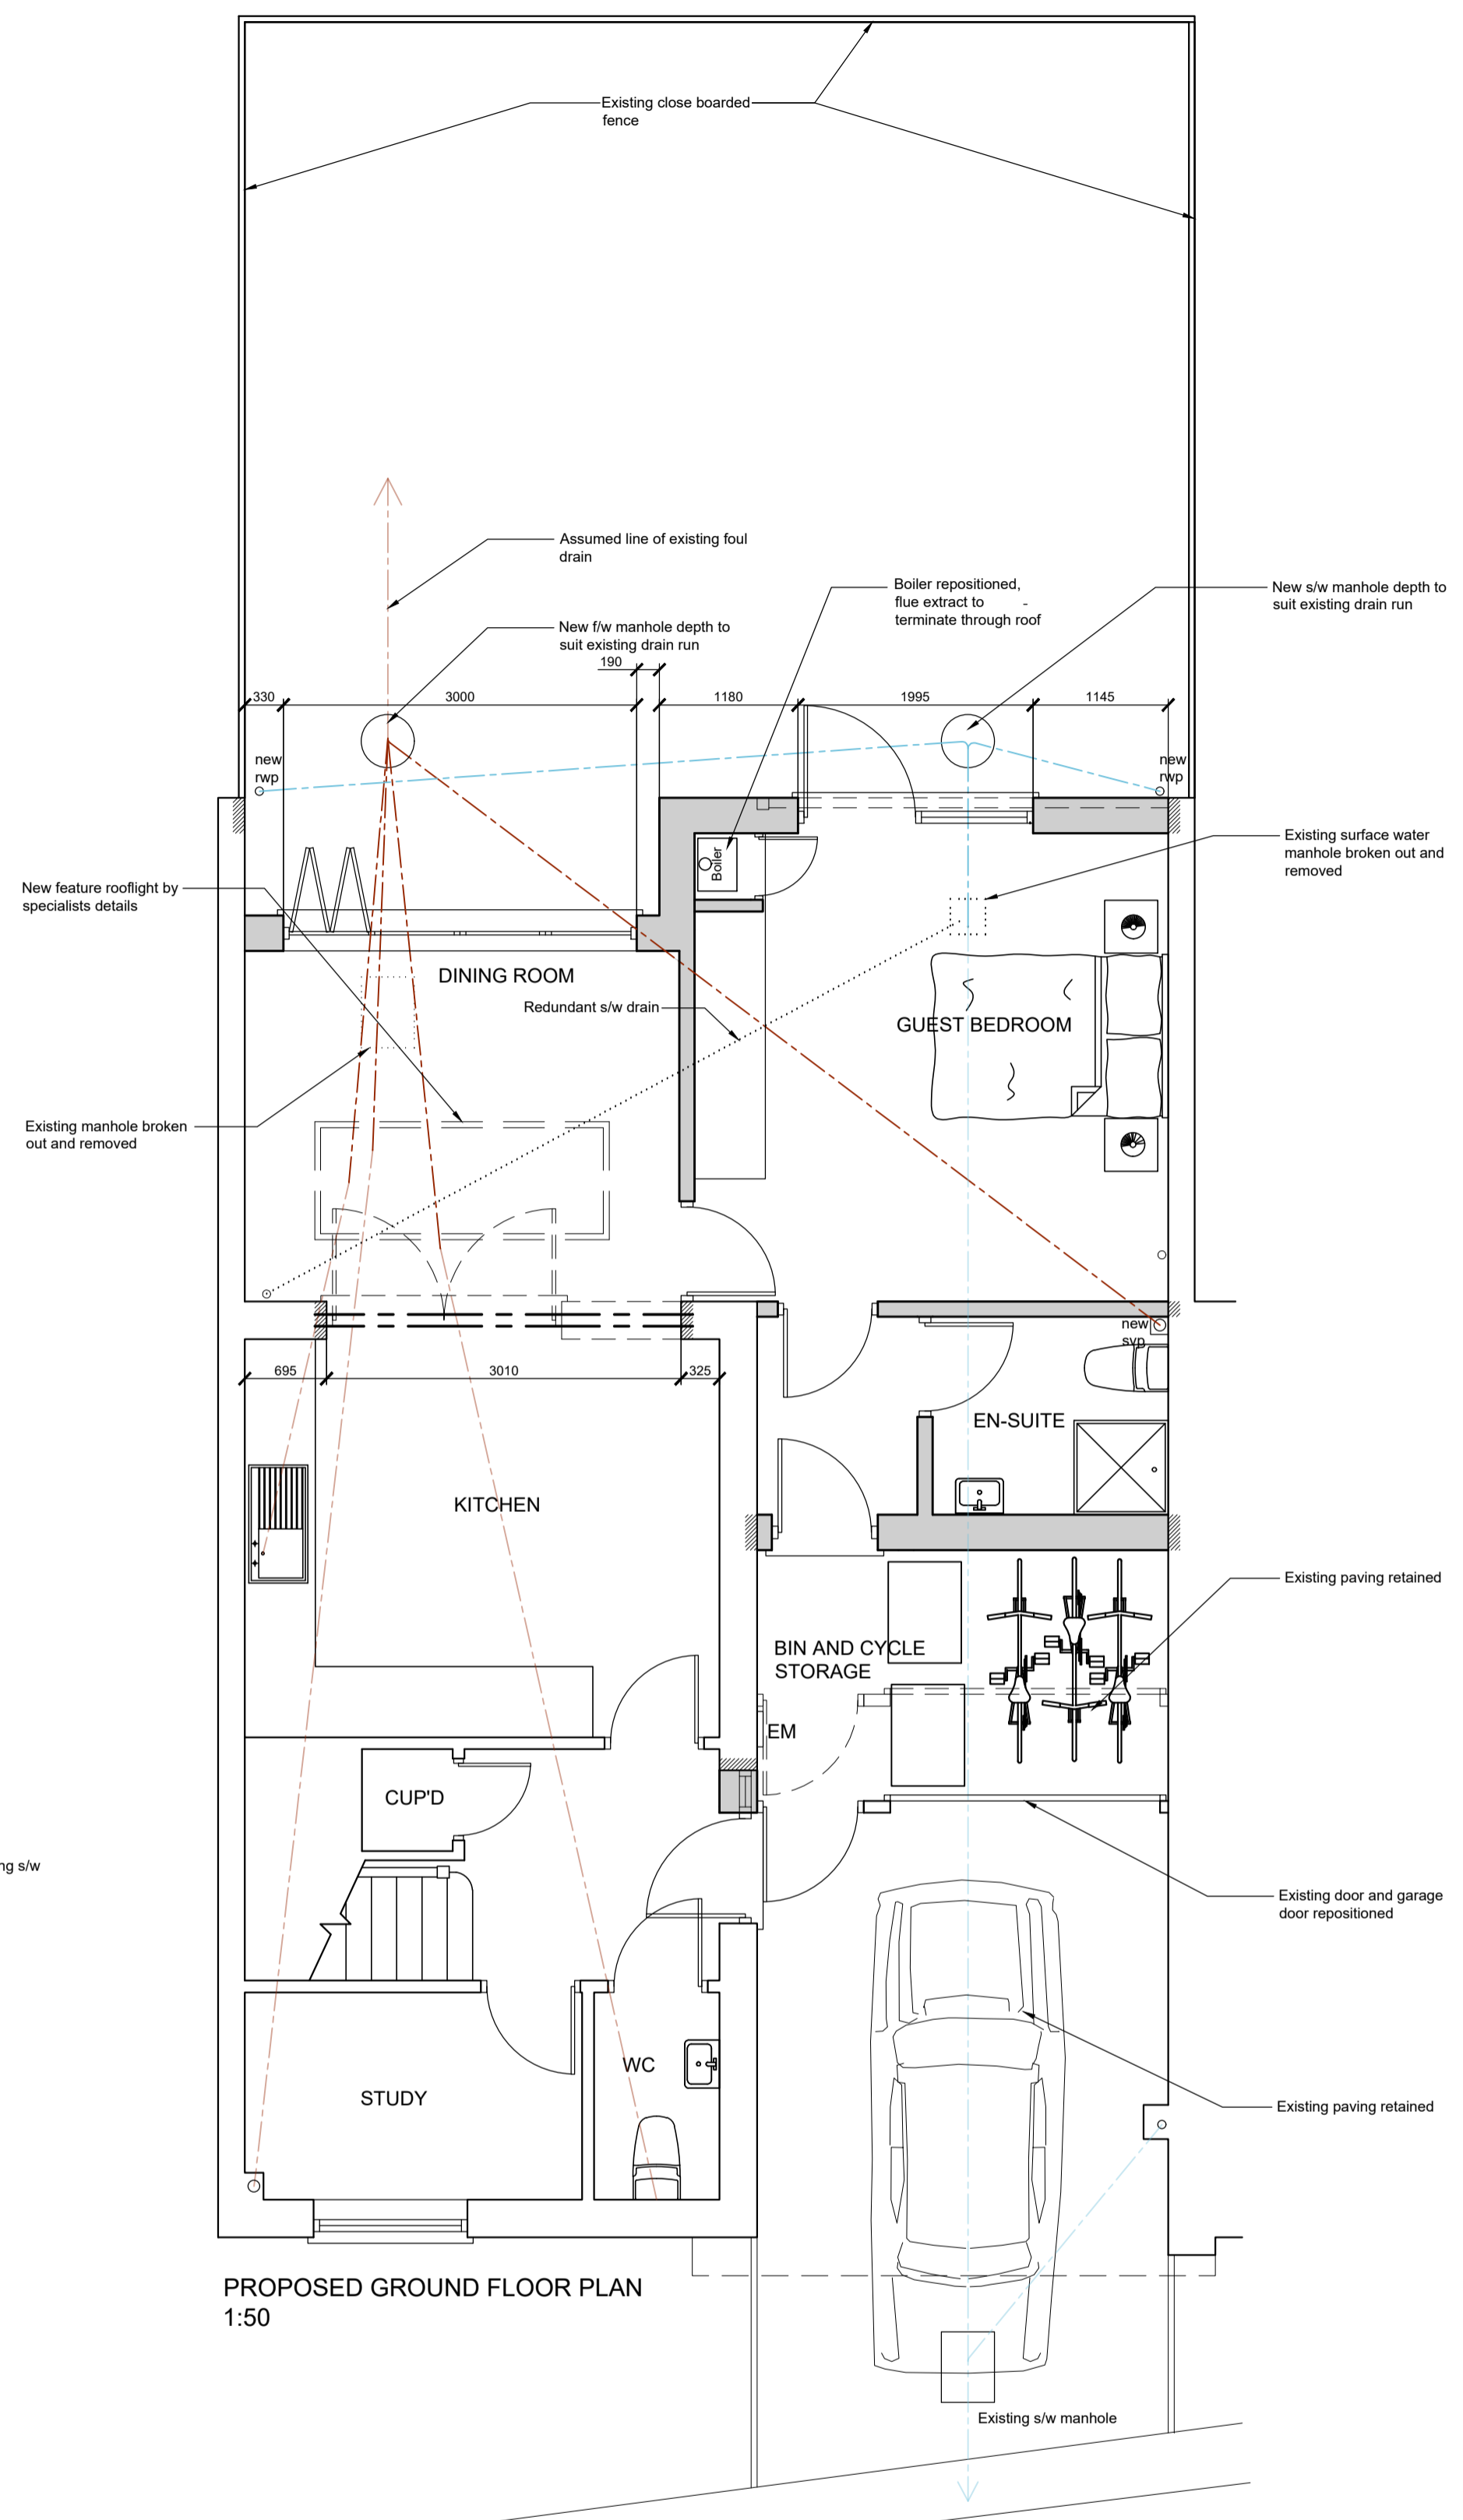 Existing close boarded
fence
Assumed line of existing foul
drain
Boiler repositioned,
flue extract to -
terminate through roof
New s/w manhole depth to
suit existing drain run
New f/w manhole depth to
suit existing drain run
190
330
3000
1180
1995
1145
new
rwp
new
rwp
Existing surface water
manhole broken out and
removed
Boiler
New feature rooflight by
specialists details
DINING ROOM
Redundant s/w drain
GUEST BEDROOM
Existing manhole broken
out and removed
new
svp
695
3010
325
EN-SUITE
KITCHEN
Existing paving retained
BIN AND CYCLE
STORAGE
EM
CUP'D
ng s/w
Existing door and garage
door repositioned
WC
STUDY
Existing paving retained
PROPOSED GROUND FLOOR PLAN
1:50
Existing s/w manhole